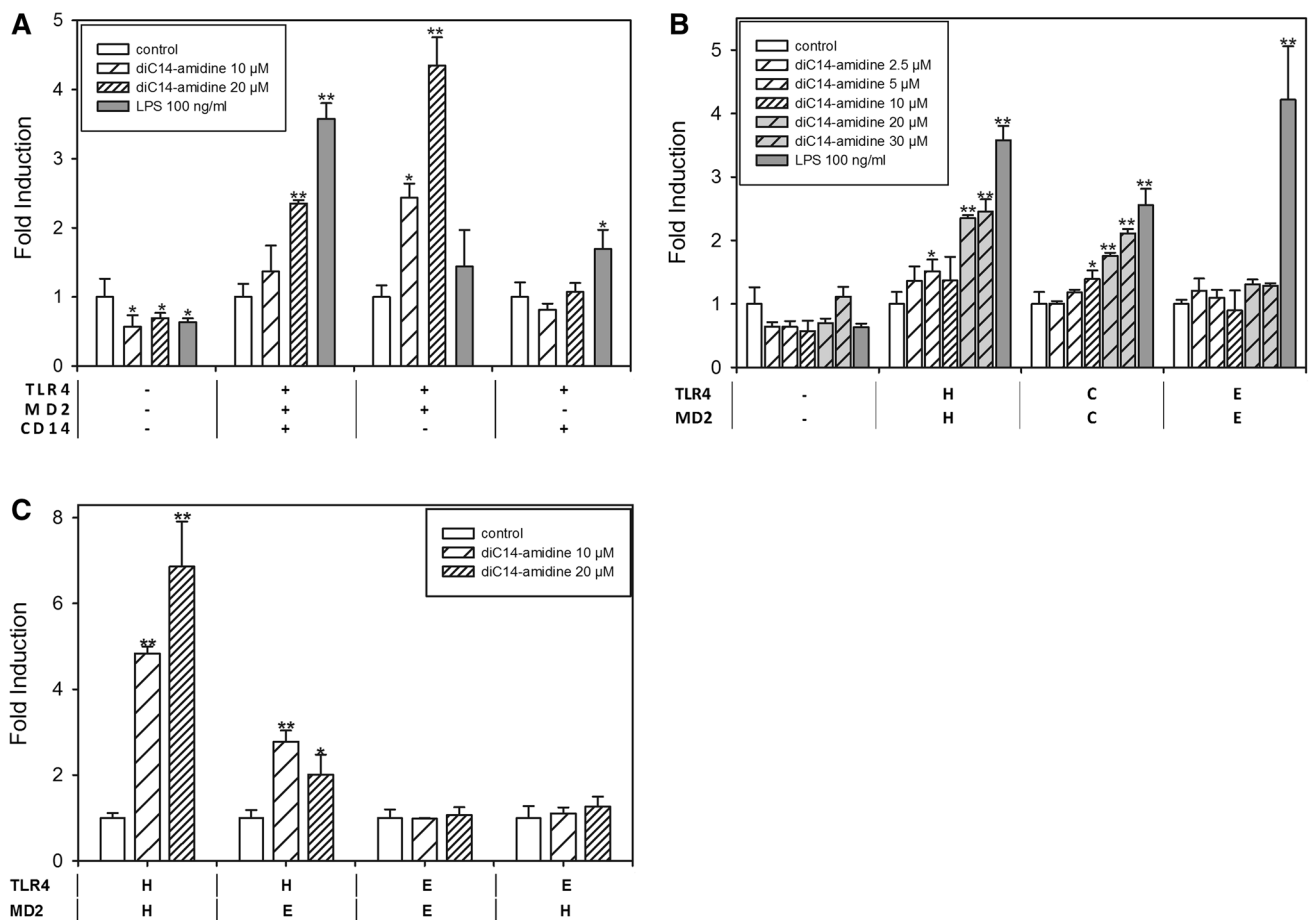 A
Fold Induction
5
4
3
2
1
0
control
diC14-amidine 10 µM
diC14-amidine 20 µM
LPS 100 ng/ml
* * *
** **
* **
*
TLR4 - + + +
MD2 - + + -
CD14 - + - +
B
Fold Induction
5
4
3
2
1
0
control
diC14-amidine 2.5 µM
diC14-amidine 5 µM
diC14-amidine 10 µM
diC14-amidine 20 µM
diC14-amidine 30 µM
LPS 100 ng/ml
* ** ** **
* ** ** **
**
TLR4 - H C E
MD2 - H C E
C
Fold Induction
8
6
4
2
0
control
diC14-amidine 10 µM
diC14-amidine 20 µM
** **
** *
TLR4 H H E E
MD2 H E E H